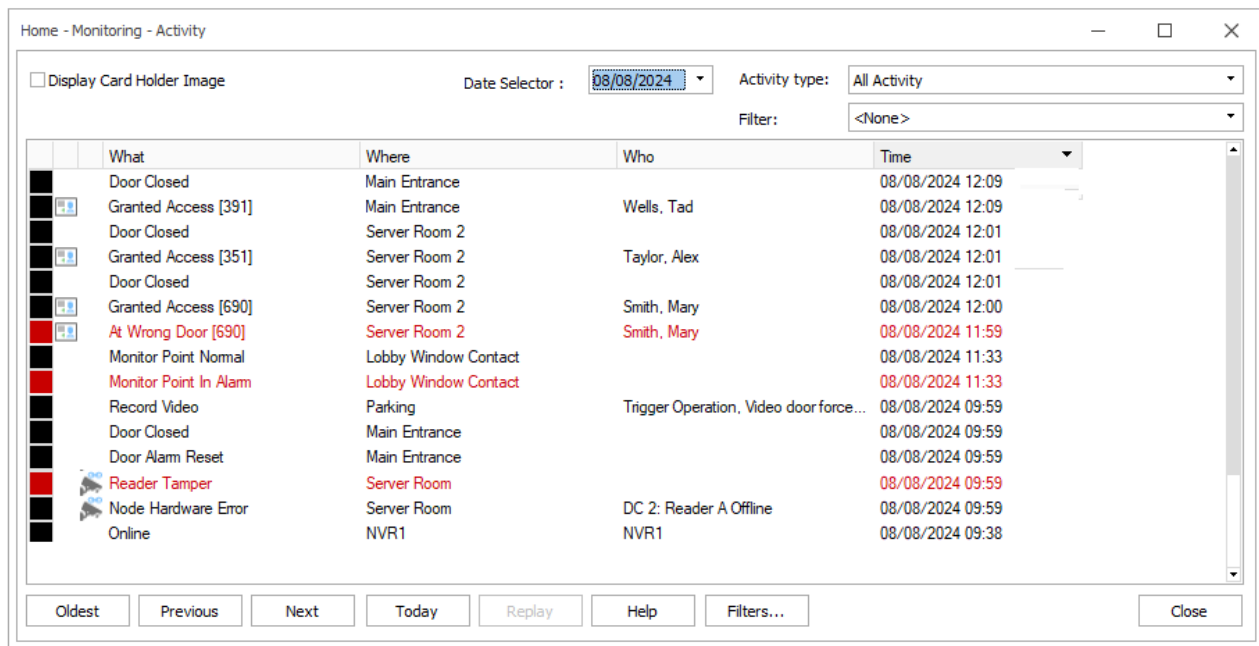 Home - Monitoring - Activity
Display Card Holder Image Date Selector : 08/08/2024 Activity type: All Activity
Filter: <None>
What Where Who Time
Door Closed Main Entrance 08/08/2024 12:09
Granted Access [391] Main Entrance Wells, Tad 08/08/2024 12:09
Door Closed Server Room 2 08/08/2024 12:01
Granted Access [351] Server Room 2 Taylor, Alex 08/08/2024 12:01
Door Closed Server Room 2 08/08/2024 12:01
Granted Access [690] Server Room 2 Smith, Mary 08/08/2024 12:00
At Wrong Door [690] Server Room 2 Smith, Mary 08/08/2024 11:59
Monitor Point Normal Lobby Window Contact 08/08/2024 11:33
Monitor Point In Alarm Lobby Window Contact 08/08/2024 11:33
Record Video Parking Trigger Operation, Video door force... 08/08/2024 09:59
Door Closed Main Entrance 08/08/2024 09:59
Door Alarm Reset Main Entrance 08/08/2024 09:59
Reader Tamper Server Room 08/08/2024 09:59
Node Hardware Error Server Room DC 2: Reader A Offline 08/08/2024 09:59
Online NVR1 NVR1 08/08/2024 09:38
Oldest Previous Next Today Replay Help Filters... Close